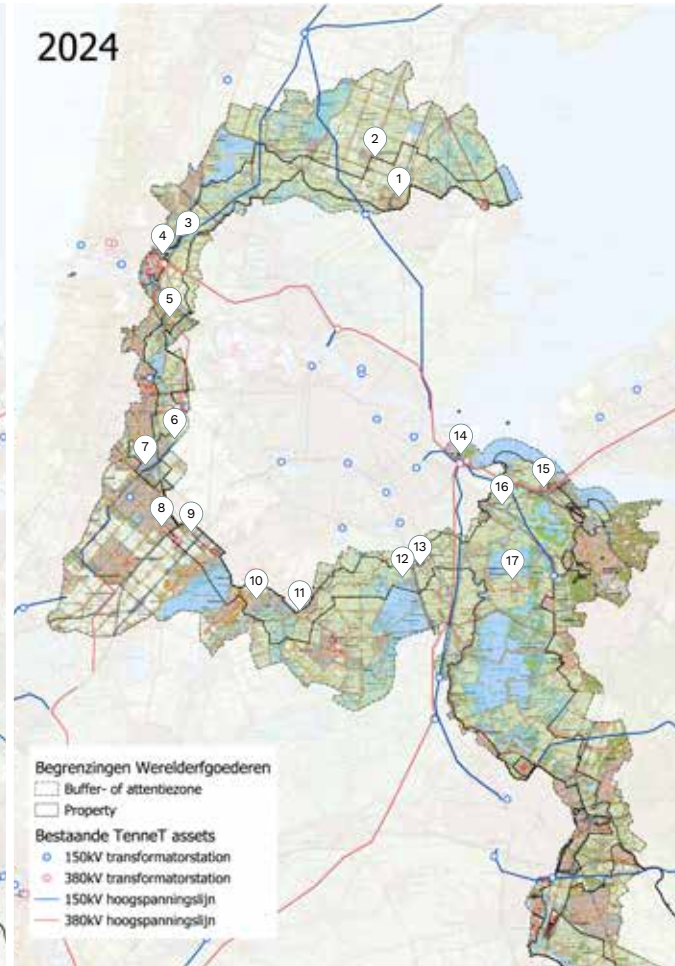 2024
2
1
3
4
5
6
7
8
9
10
11
12
13
14
15
16
17
Begrenzingen Werelderfgoederen
Buffer- of attentiezone
Property
Bestaande TenneT assets
150kV transformatorstation
380kV transformatorstation
150kV hoogspanningslijn
380kV hoogspanningslijn